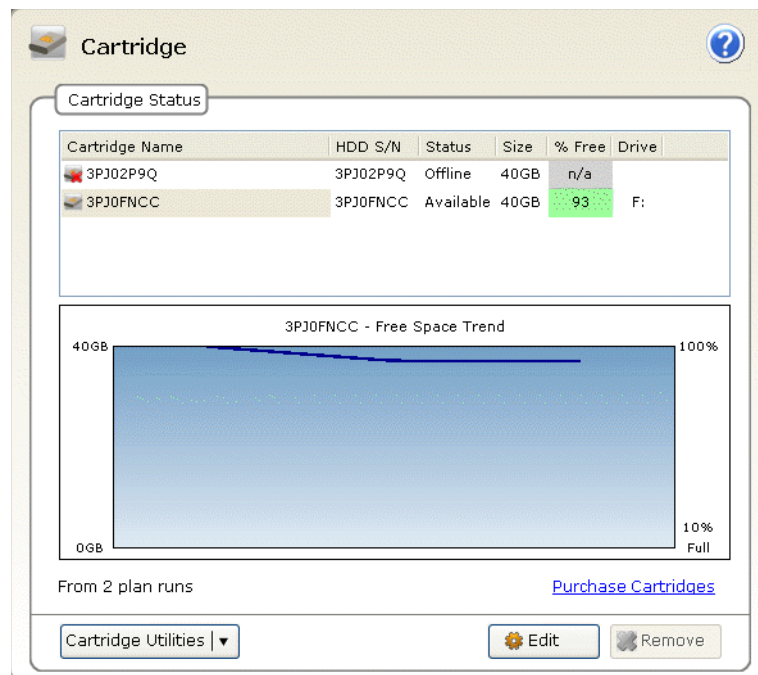 Cartridge
?
Cartridge Status
Cartridge Name HDD S/N Status Size % Free Drive
3PJ02P9Q 3PJ02P9Q Offline 40GB n/a
3PJ0FNCC 3PJ0FNCC Available 40GB 93 F:
3PJ0FNCC - Free Space Trend
40GB 100%
10%
0GB Full
From 2 plan runs Purchase Cartridges
Cartridge Utilities Edit Remove